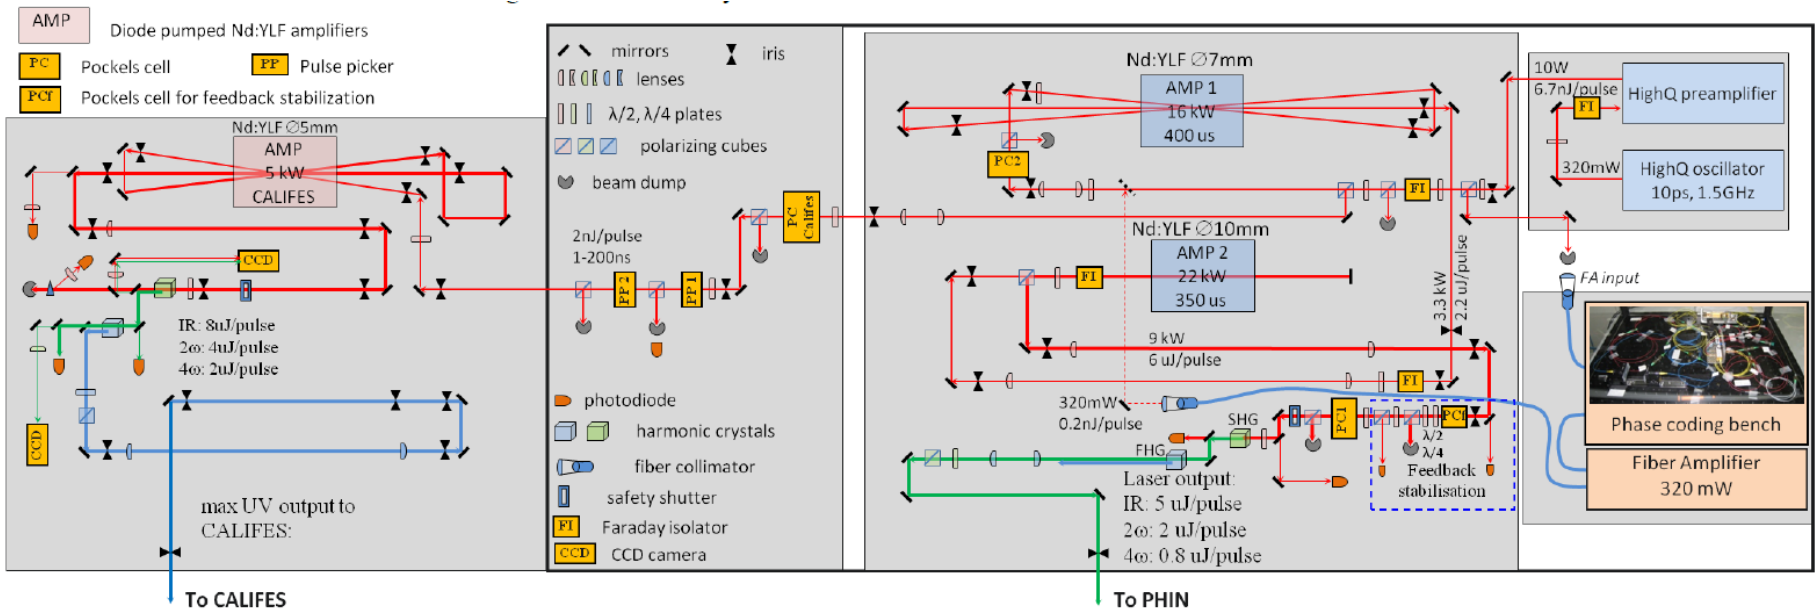 AMP
Diode pumped Nd:YLF amplifiers
PC
Pockels cell
PP
Pulse picker
PCf
Pockels cell for feedback stabilization
mirrors
iris
lenses
λ/2, λ/4 plates
polarizing cubes
beam dump
photodiode
harmonic crystals
fiber collimator
safety shutter
FI
Faraday isolator
CCD
CCD camera
Nd:YLF ∅5mm
AMP
5 kW
CALIFES
CCD
IR: 8uJ/pulse
2ω: 4uJ/pulse
4ω: 2uJ/pulse
CCD
max UV output to
CALIFES:
To CALIFES
2nJ/pulse
1-200ns
PP 2
PP 1
PC
Califes
Nd:YLF ∅7mm
AMP 1
16 kW
400 us
PC2
FI
Nd:YLF ∅10mm
AMP 2
22 kW
350 us
FI
3.3 kW
2.2 uJ/pulse
9 kW
6 uJ/pulse
FI
320mW
0.2nJ/pulse
SHG
FHG
PC1
PCf
λ/2
λ/4
Feedback
stabilisation
Laser output:
IR: 5 uJ/pulse
2ω: 2 uJ/pulse
4ω: 0.8 uJ/pulse
To PHIN
10W
6.7nJ/pulse
HighQ preamplifier
FI
320mW
HighQ oscillator
10ps, 1.5GHz
FA input
Phase coding bench
Fiber Amplifier
320 mW